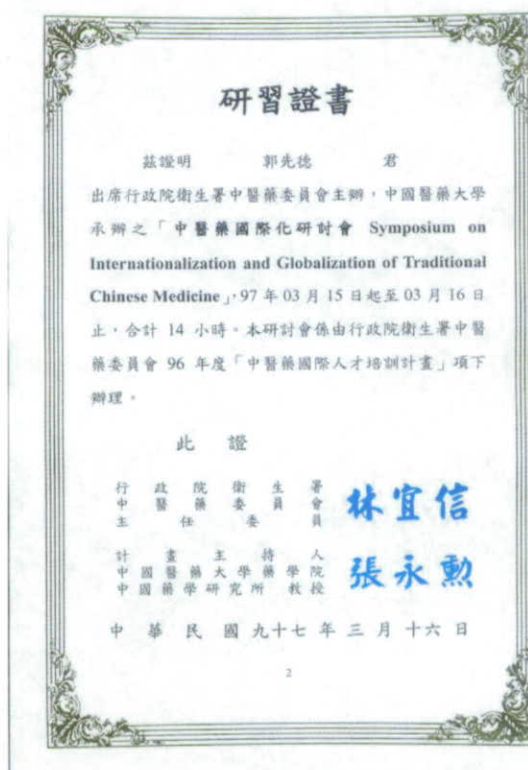 研習證書
茲證明 郭先德 君
出席行政院衛生署中醫藥委員會主辦，中國醫藥大學
承辦之「中醫藥國際化研討會 Symposium on
Internationalization and Globalization of Traditional
Chinese Medicine」，97 年 03 月 15 日起至 03 月 16 日
止，合計 14 小時。本研討會係由行政院衛生署中醫
藥委員會 96 年度「中醫藥國際人才培訓計畫」項下
辦理。
此 證
行政院衛生署
中醫藥委員會
主任委員
林宜信
計畫主持人
中國醫藥大學藥學院
中國藥學研究所 教授
張永勲
中 華 民 國 九十七 年 三 月 十六 日
2